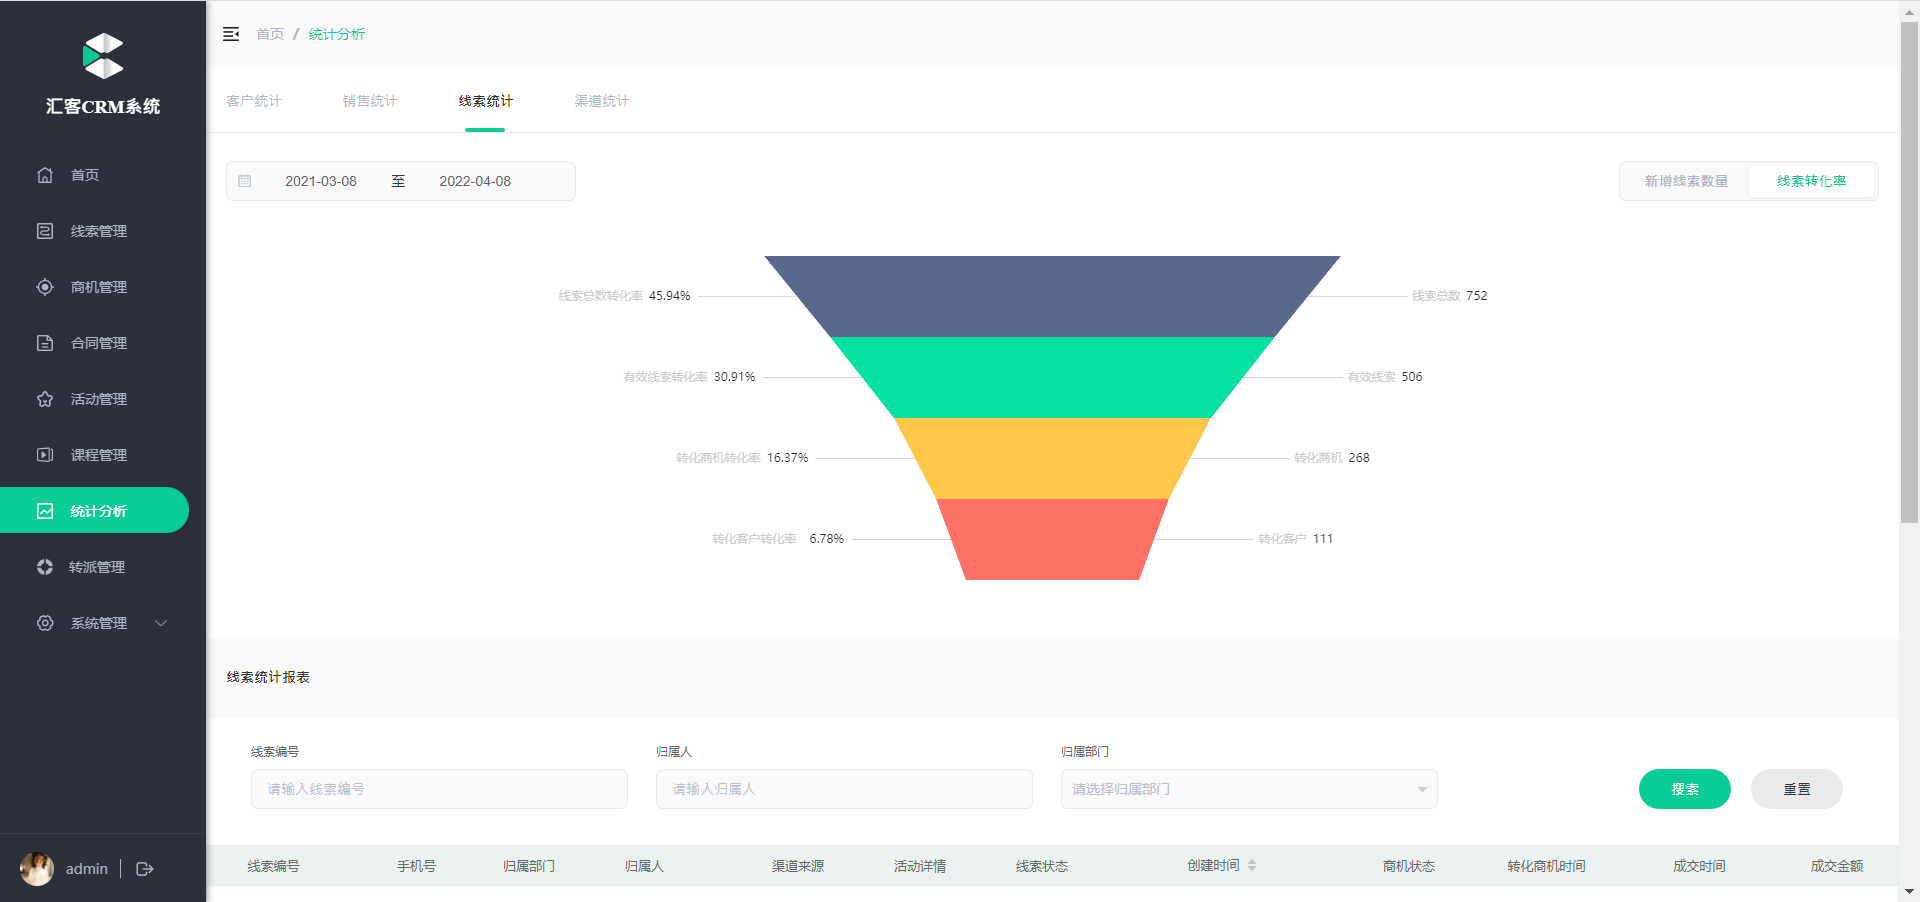 汇客CRM系统
首页
线索管理
商机管理
合同管理
活动管理
课程管理
统计分析
转派管理
系统管理
admin
首页 / 统计分析
客户统计 销售统计 线索统计 渠道统计
2021-03-08 至 2022-04-08
新增线索数量 线索转化率
线索总数转化率 45.94% 线索总数 752
有效线索转化率 30.91% 有效线索 506
转化商机转化率 16.37% 转化商机 268
转化客户转化率 6.78% 转化客户 111
线索统计报表
线索编号 归属人 归属部门
请输入线索编号 请输入归属人 请选择归属部门 搜索 重置
线索编号 手机号 归属部门 归属人 渠道来源 活动详情 线索状态 创建时间 商机状态 转化商机时间 成交时间 成交金额